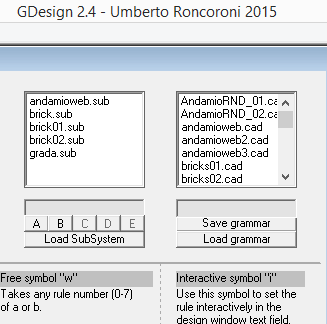 GDesign 2.4 - Umberto Roncoroni 2015
andamioweb.sub
brick.sub
brick01.sub
brick02.sub
grada.sub
AndamioRND_01.cad
AndamioRND_02.cad
andamioweb.cad
andamioweb2.cad
andamioweb3.cad
bricks01.cad
bricks02.cad
A B C D E
Load SubSystem
Save grammar
Load grammar
Free symbol "w"
Takes any rule number (0-7)
of a or b.
Interactive symbol "i"
Use this symbol to set the
rule interactively in the
design window text field.